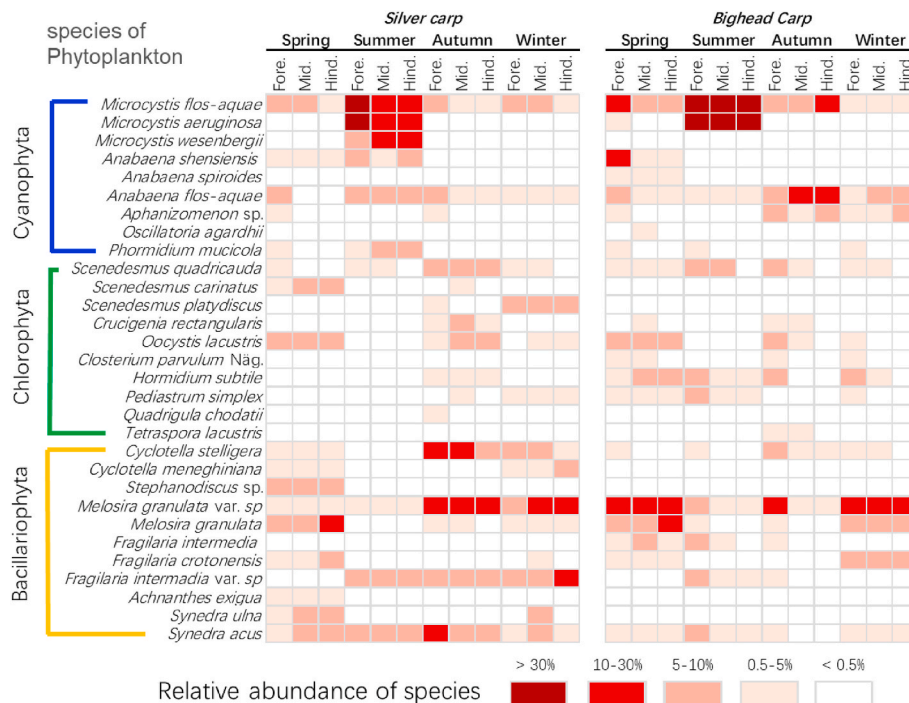 species of
Phytoplankton
Silver carp
Bighead Carp
Spring Summer Autumn Winter
Spring Summer Autumn Winter
Fore. Mid. Hind. Fore. Mid. Hind. Fore. Mid. Hind. Fore. Mid. Hind.
Fore. Mid. Hind. Fore. Mid. Hind. Fore. Mid. Hind. Fore. Mid. Hind.
Cyanophyta
Microcystis flos-aquae
Microcystis aeruginosa
Microcystis wesenbergii
Anabaena shensiensis
Anabaena spiroides
Anabaena flos-aquae
Aphanizomenon sp.
Oscillatoria agardhii
Phormidium mucicola
Chlorophyta
Scenedesmus quadricauda
Scenedesmus carinatus
Scenedesmus platydiscus
Crucigenia rectangularis
Oocystis lacustris
Closterium parvulum Näg.
Hormidium subtile
Pediastrum simplex
Quadrigula chodatii
Tetraspora lacustris
Bacillariophyta
Cyclotella stelligera
Cyclotella meneghiniana
Stephanodiscus sp.
Melosira granulata var. sp
Melosira granulata
Fragilaria intermedia
Fragilaria crotonensis
Fragilaria intermadia var. sp
Achnanthes exigua
Synedra ulna
Synedra acus
> 30% 10-30% 5-10% 0.5-5% < 0.5%
Relative abundance of species